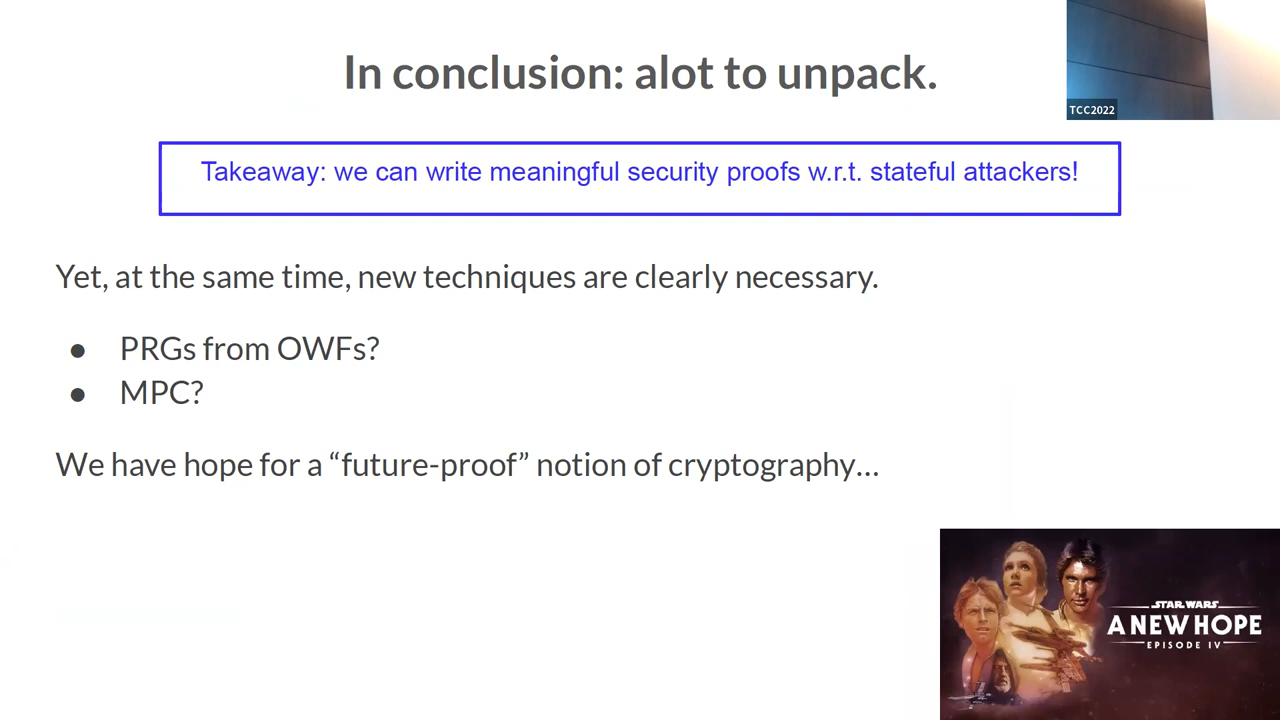 In conclusion: alot to unpack.
TCC2022
Takeaway: we can write meaningful security proofs w.r.t. stateful attackers!
Yet, at the same time, new techniques are clearly necessary.
● PRGs from OWFs?
● MPC?
We have hope for a “future-proof” notion of cryptography…
STAR WARS
A NEW HOPE
EPISODE IV